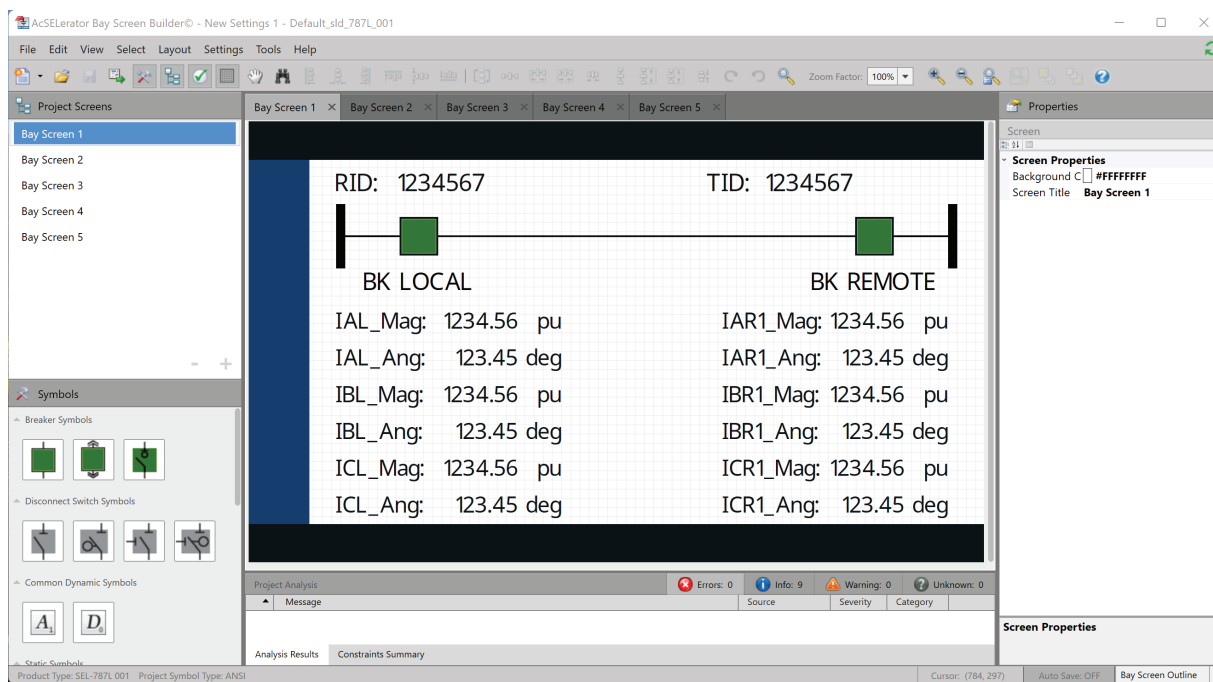 AcSELerator Bay Screen Builder© - New Settings 1 - Default_sld_787L_001
File Edit View Select Layout Settings Tools Help
Zoom Factor: 100%
Project Screens
Bay Screen 1
Bay Screen 2
Bay Screen 3
Bay Screen 4
Bay Screen 5
Symbols
Breaker Symbols
Disconnect Switch Symbols
Common Dynamic Symbols
A1 D0
Static Symbols
Bay Screen 1 × Bay Screen 2 × Bay Screen 3 × Bay Screen 4 × Bay Screen 5 ×
RID: 1234567 TID: 1234567
BK LOCAL BK REMOTE
IAL_Mag: 1234.56 pu IAR1_Mag: 1234.56 pu
IAL_Ang: 123.45 deg IAR1_Ang: 123.45 deg
IBL_Mag: 1234.56 pu IBR1_Mag: 1234.56 pu
IBL_Ang: 123.45 deg IBR1_Ang: 123.45 deg
ICL_Mag: 1234.56 pu ICR1_Mag: 1234.56 pu
ICL_Ang: 123.45 deg ICR1_Ang: 123.45 deg
Project Analysis Errors: 0 Info: 9 Warning: 0 Unknown: 0
Message Source Severity Category
Analysis Results Constraints Summary
Properties
Screen
Screen Properties
Background C #FFFFFFFF
Screen Title Bay Screen 1
Screen Properties
Product Type: SEL-787L 001 Project Symbol Type: ANSI Cursor: (784, 297) Auto Save: OFF Bay Screen Outline